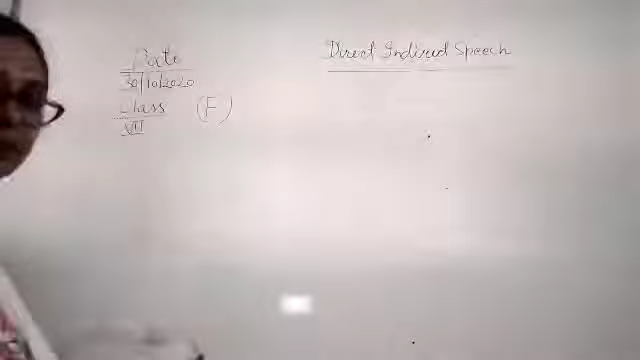 Date
30/10/2020
Class (F)
VII
Direct Indirect Speech